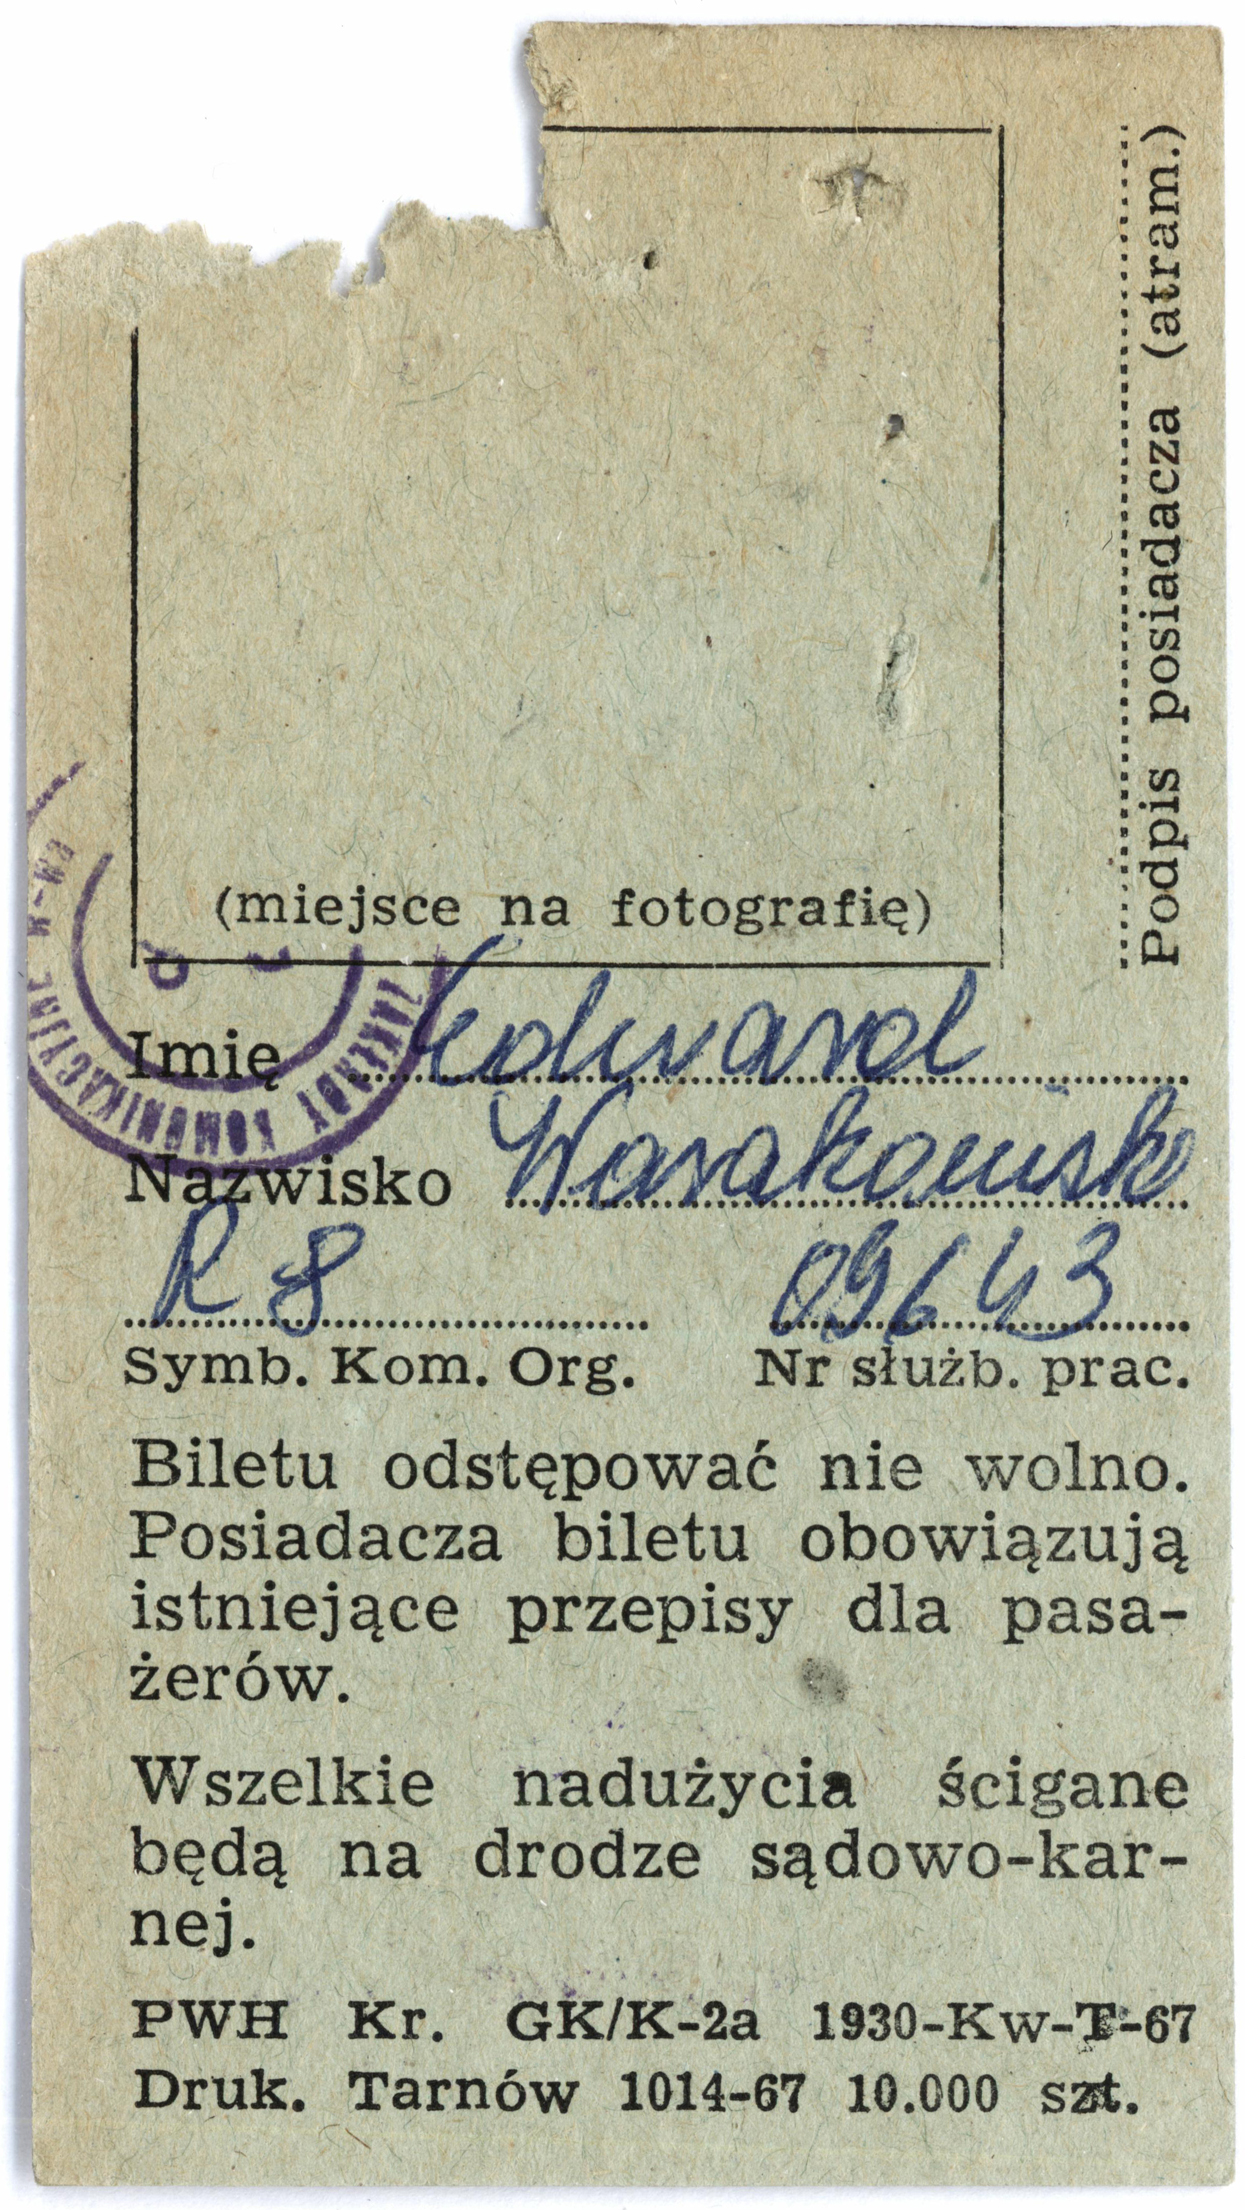 Podpis posiadacza (atram.)
(miejsce na fotografię)
ZAKŁADY KOMUNIKACYJNE
Imię Edward
Nazwisko
R 8 09643
Symb. Kom. Org. Nr służb. prac.
Biletu odstępować nie wolno.
Posiadacza biletu obowiązują
istniejące przepisy dla pasa-
żerów.
Wszelkie nadużycia ścigane
będą na drodze sądowo-kar-
nej.
PWH Kr. GK/K-2a 1930-Kw-T-67
Druk. Tarnów 1014-67 10.000 szt.